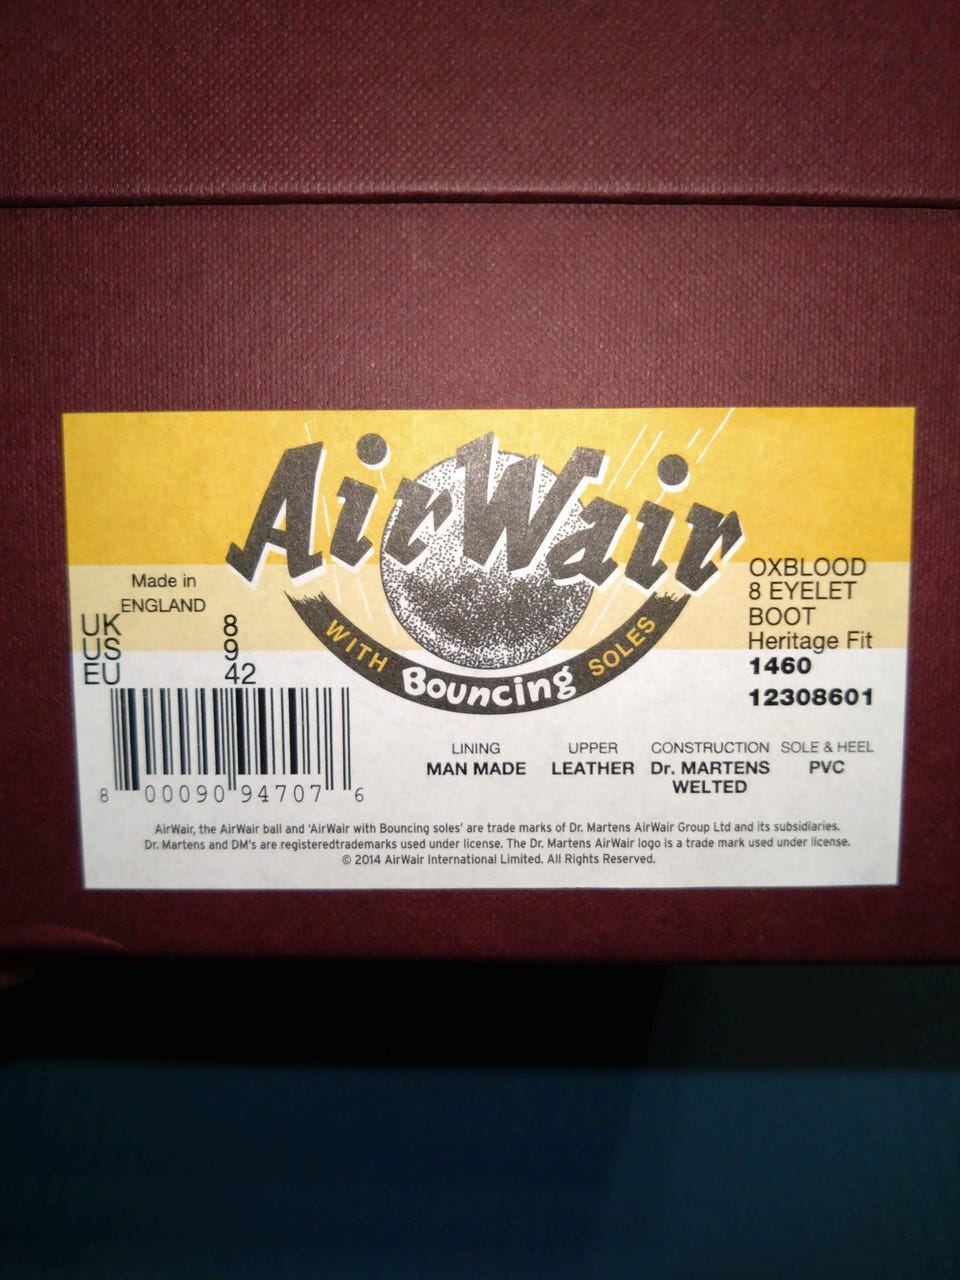 AirWair
WITH Bouncing SOLES
Made in
ENGLAND
UK 8
US 9
EU 42
8 00090 94707 6
OXBLOOD
8 EYELET
BOOT
Heritage Fit
1460
12308601
LINING UPPER CONSTRUCTION SOLE & HEEL
MAN MADE LEATHER Dr. MARTENS PVC
WELTED
AirWair, the AirWair ball and 'AirWair with Bouncing soles' are trade marks of Dr. Martens AirWair Group Ltd and its subsidiaries.
Dr. Martens and DM's are registeredtrademarks used under license. The Dr. Martens AirWair logo is a trade mark used under license.
© 2014 AirWair International Limited. All Rights Reserved.